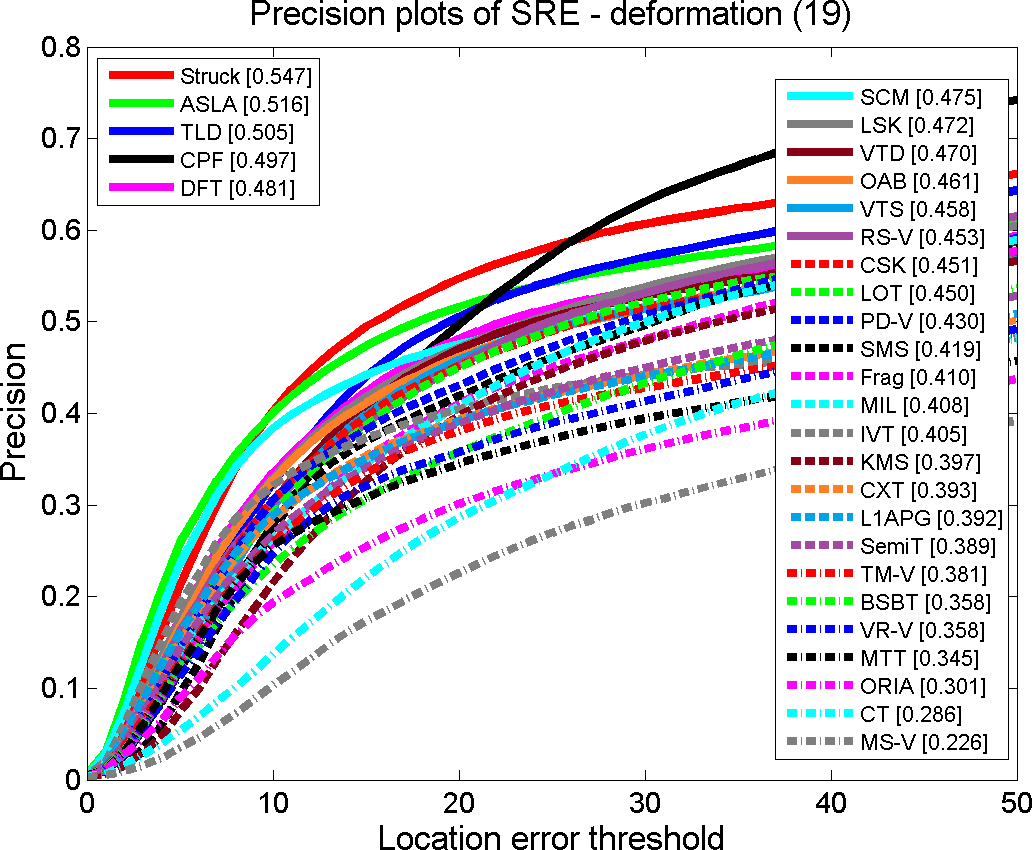 Precision plots of SRE - deformation (19)
0.8
0.7
0.6
0.5
0.4
0.3
0.2
0.1
0
Precision
Struck [0.547]
ASLA [0.516]
TLD [0.505]
CPF [0.497]
DFT [0.481]
SCM [0.475]
LSK [0.472]
VTD [0.470]
OAB [0.461]
VTS [0.458]
RS-V [0.453]
CSK [0.451]
LOT [0.450]
PD-V [0.430]
SMS [0.419]
Frag [0.410]
MIL [0.408]
IVT [0.405]
KMS [0.397]
CXT [0.393]
L1APG [0.392]
SemiT [0.389]
TM-V [0.381]
BSBT [0.358]
VR-V [0.358]
MTT [0.345]
ORIA [0.301]
CT [0.286]
MS-V [0.226]
0 10 20 30 40 50
Location error threshold